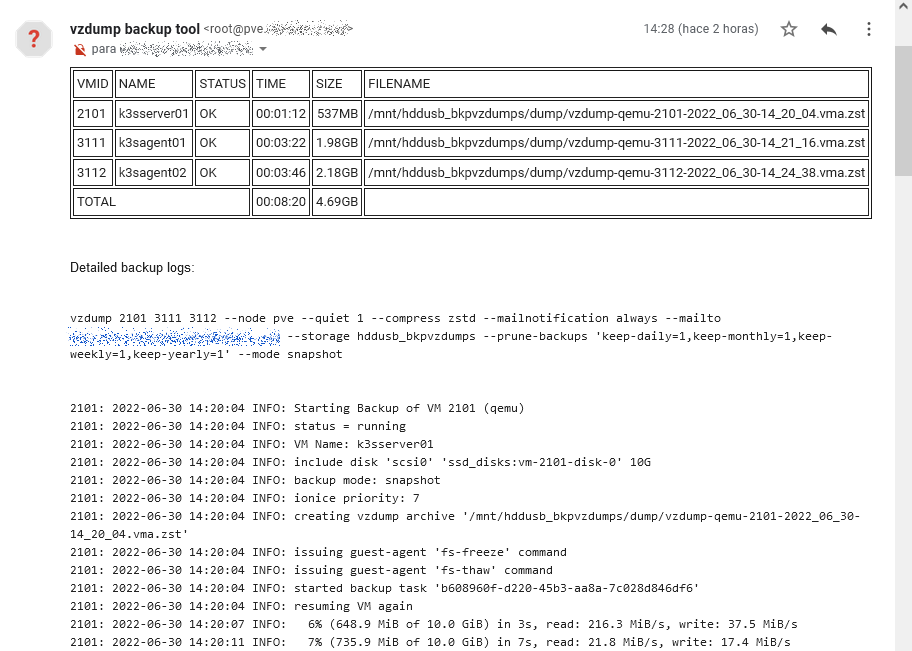 ?
vzdump backup tool <root@pve.
14:28 (hace 2 horas)
para
VMID NAME STATUS TIME SIZE FILENAME
2101 k3sserver01 OK 00:01:12 537MB /mnt/hddusb_bkpvzdumps/dump/vzdump-qemu-2101-2022_06_30-14_20_04.vma.zst
3111 k3sagent01 OK 00:03:22 1.98GB /mnt/hddusb_bkpvzdumps/dump/vzdump-qemu-3111-2022_06_30-14_21_16.vma.zst
3112 k3sagent02 OK 00:03:46 2.18GB /mnt/hddusb_bkpvzdumps/dump/vzdump-qemu-3112-2022_06_30-14_24_38.vma.zst
TOTAL 00:08:20 4.69GB
Detailed backup logs:
vzdump 2101 3111 3112 --node pve --quiet 1 --compress zstd --mailnotification always --mailto
--storage hddusb_bkpvzdumps --prune-backups 'keep-daily=1,keep-monthly=1,keep-
weekly=1,keep-yearly=1' --mode snapshot
2101: 2022-06-30 14:20:04 INFO: Starting Backup of VM 2101 (qemu)
2101: 2022-06-30 14:20:04 INFO: status = running
2101: 2022-06-30 14:20:04 INFO: VM Name: k3sserver01
2101: 2022-06-30 14:20:04 INFO: include disk 'scsi0' 'ssd_disks:vm-2101-disk-0' 10G
2101: 2022-06-30 14:20:04 INFO: backup mode: snapshot
2101: 2022-06-30 14:20:04 INFO: ionice priority: 7
2101: 2022-06-30 14:20:04 INFO: creating vzdump archive '/mnt/hddusb_bkpvzdumps/dump/vzdump-qemu-2101-2022_06_30-
14_20_04.vma.zst'
2101: 2022-06-30 14:20:04 INFO: issuing guest-agent 'fs-freeze' command
2101: 2022-06-30 14:20:04 INFO: issuing guest-agent 'fs-thaw' command
2101: 2022-06-30 14:20:04 INFO: started backup task 'b608960f-d220-45b3-aa8a-7c028d846df6'
2101: 2022-06-30 14:20:04 INFO: resuming VM again
2101: 2022-06-30 14:20:07 INFO:   6% (648.9 MiB of 10.0 GiB) in 3s, read: 216.3 MiB/s, write: 37.5 MiB/s
2101: 2022-06-30 14:20:11 INFO:   7% (735.9 MiB of 10.0 GiB) in 7s, read: 21.8 MiB/s, write: 17.4 MiB/s